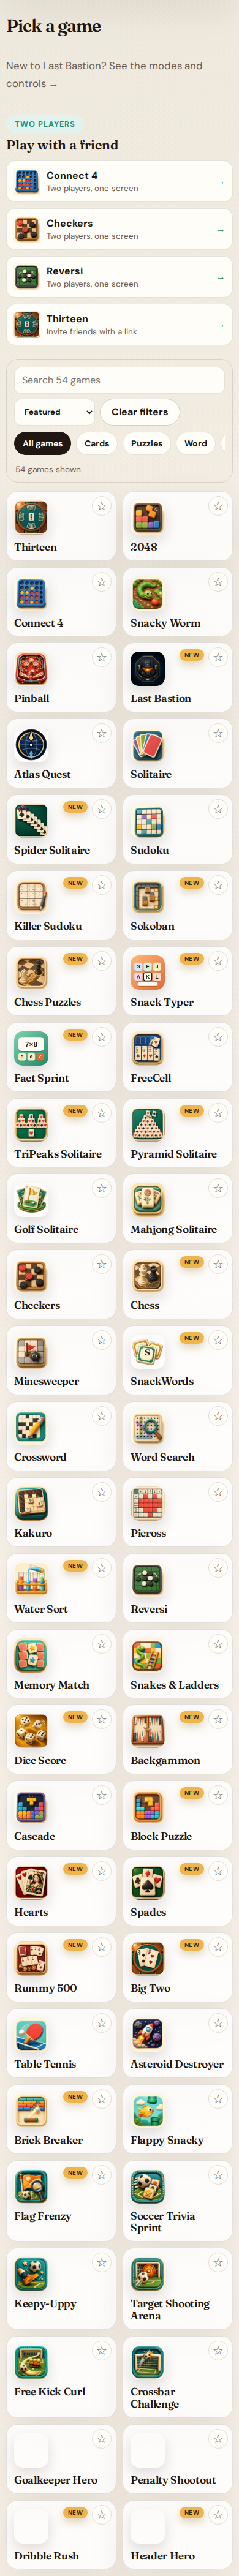 Pick a game
New to Last Bastion? See the modes and
controls →
TWO PLAYERS
Play with a friend
Connect 4
Two players, one screen
→
Checkers
Two players, one screen
→
Reversi
Two players, one screen
→
Thirteen
Invite friends with a link
→
Search 54 games
Featured
Clear filters
All games
Cards
Puzzles
Word
54 games shown
Thirteen
2048
Connect 4
Snacky Worm
Pinball
NEW
Last Bastion
Atlas Quest
Solitaire
NEW
Spider Solitaire
Sudoku
NEW
Killer Sudoku
NEW
Sokoban
NEW
Chess Puzzles
NEW
Snack Typer
NEW
7×8
Fact Sprint
FreeCell
NEW
TriPeaks Solitaire
NEW
Pyramid Solitaire
Golf Solitaire
Mahjong Solitaire
Checkers
NEW
Chess
Minesweeper
NEW
S
SnackWords
Crossword
Word Search
Kakuro
Picross
NEW
Water Sort
Reversi
Memory Match
Snakes & Ladders
NEW
Dice Score
NEW
Backgammon
Cascade
NEW
Block Puzzle
NEW
Hearts
NEW
Spades
NEW
Rummy 500
NEW
Big Two
Table Tennis
Asteroid Destroyer
NEW
Brick Breaker
Flappy Snacky
NEW
Flag Frenzy
Soccer Trivia
Sprint
Keepy-Uppy
Target Shooting
Arena
Free Kick Curl
Crossbar
Challenge
Goalkeeper Hero
Penalty Shootout
NEW
Dribble Rush
NEW
Header Hero